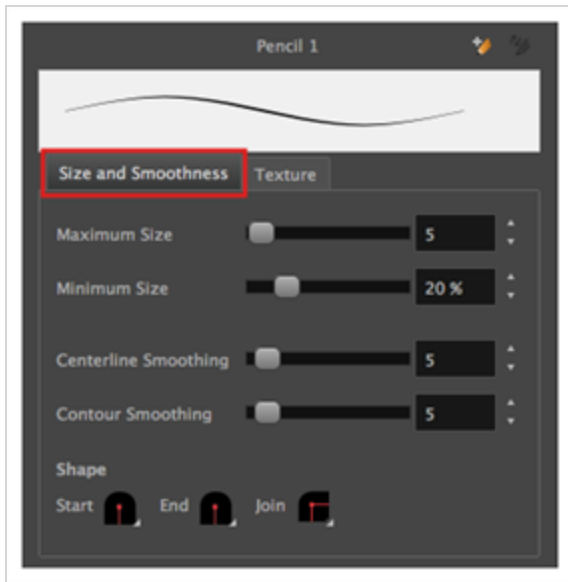 Pencil 1
Size and Smoothness Texture
Maximum Size 5
Minimum Size 20 %
Centerline Smoothing 5
Contour Smoothing 5
Shape
Start End Join